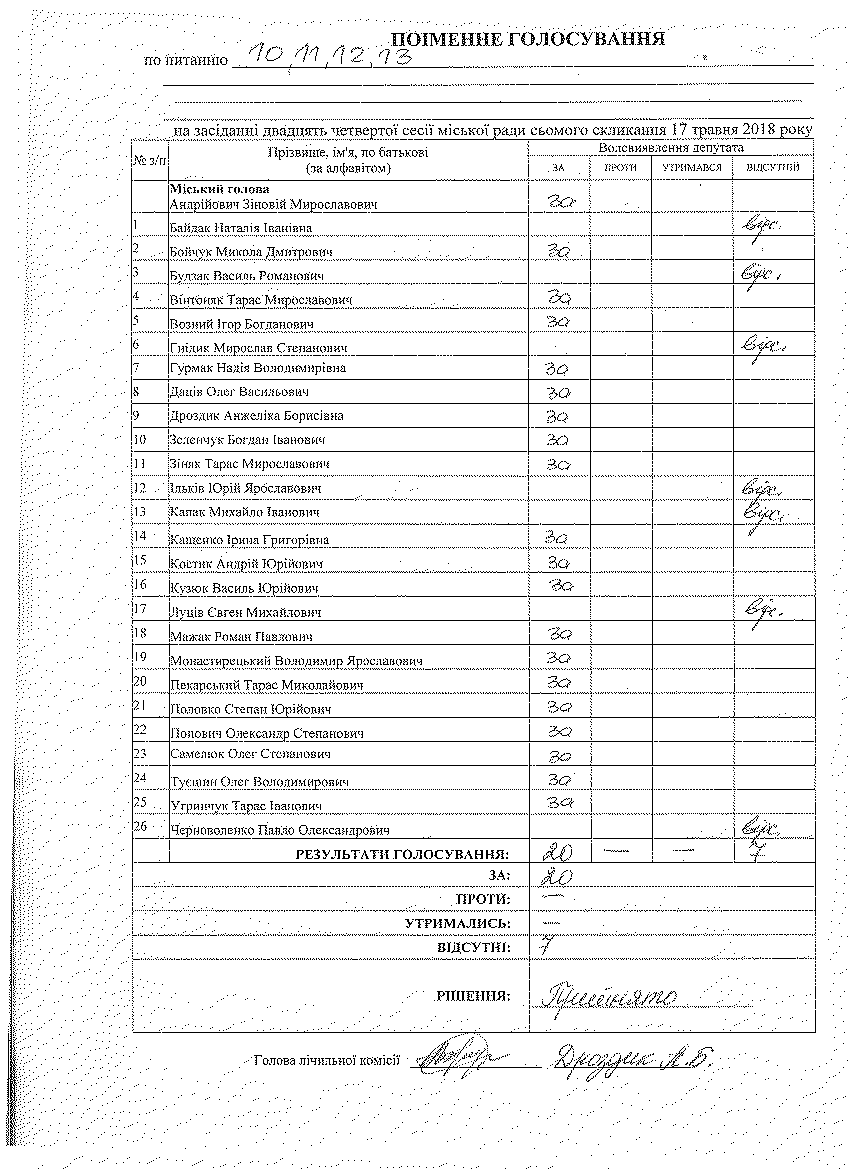 ПОІМЕННЕ ГОЛОСУВАННЯ
по питанню 10, 11, 12, 13
на засіданні двадцять четвертої сесії міської ради сьомого скликання 17 травня 2018 року
№ з/п Прізвище, ім'я, по батькові (за алфавітом) Волевиявлення депутата
ЗА ПРОТИ УТРИМАВСЯ ВІДСУТНІЙ
Міський голова
Андрійович Зіновій Мирославович за
1 Байдак Наталія Іванівна відс.
2 Бойчук Микола Дмитрович за
3 Будзак Василь Романович відс.
4 Вінтоняк Тарас Мирославович за
5 Возний Ігор Богданович за
6 Гнідик Мирослав Степанович відс.
7 Гурмак Надія Володимирівна за
8 Даців Олег Васильович за
9 Дроздик Анжеліка Борисівна за
10 Зеленчук Богдан Іванович за
11 Зіняк Тарас Мирославович за
12 Ільків Юрій Ярославович відс.
13 Капак Михайло Іванович відс.
14 Кащенко Ірина Григорівна за
15 Костик Андрій Юрійович за
16 Кузюк Василь Юрійович за
17 Луців Євген Михайлович відс.
18 Мажак Роман Павлович за
19 Монастирецький Володимир Ярославович за
20 Пекарський Тарас Миколайович за
21 Половко Степан Юрійович за
22 Попович Олександр Степанович за
23 Самелюк Олег Степанович за
24 Туєшин Олег Володимирович за
25 Угринчук Тарас Іванович за
26 Черноволенко Павло Олександрович відс.
РЕЗУЛЬТАТИ ГОЛОСУВАННЯ: 20 — — 7
ЗА: 20
ПРОТИ: —
УТРИМАЛИСЬ: —
ВІДСУТНІ: 7
РІШЕННЯ: Прийнято
Голова лічильної комісії Дроздик А.Б.